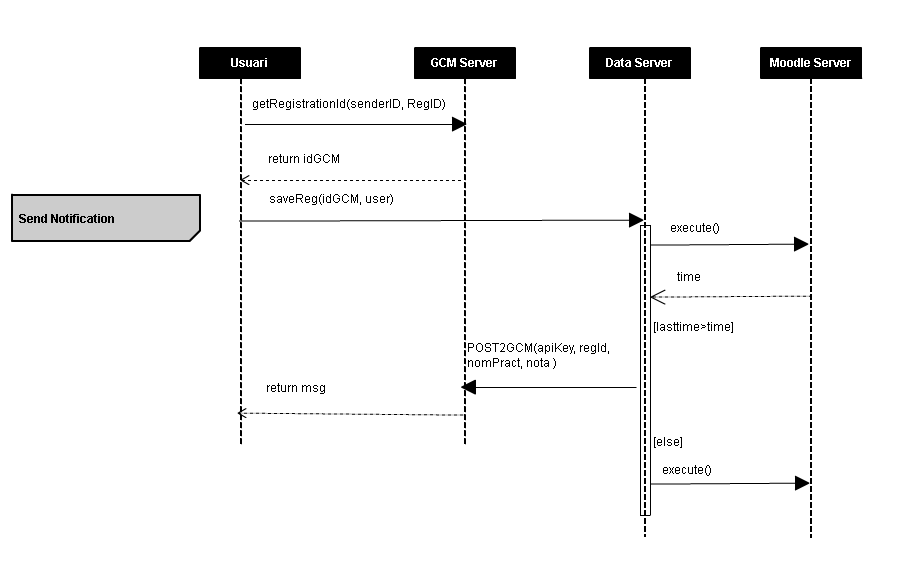 Usuari
GCM Server
Data Server
Moodle Server
getRegistrationId(senderID, RegID)
return idGCM
saveReg(idGCM, user)
Send Notification
execute()
time
[lasttime>time]
POST2GCM(apiKey, regId,
nomPract, nota )
return msg
[else]
execute()